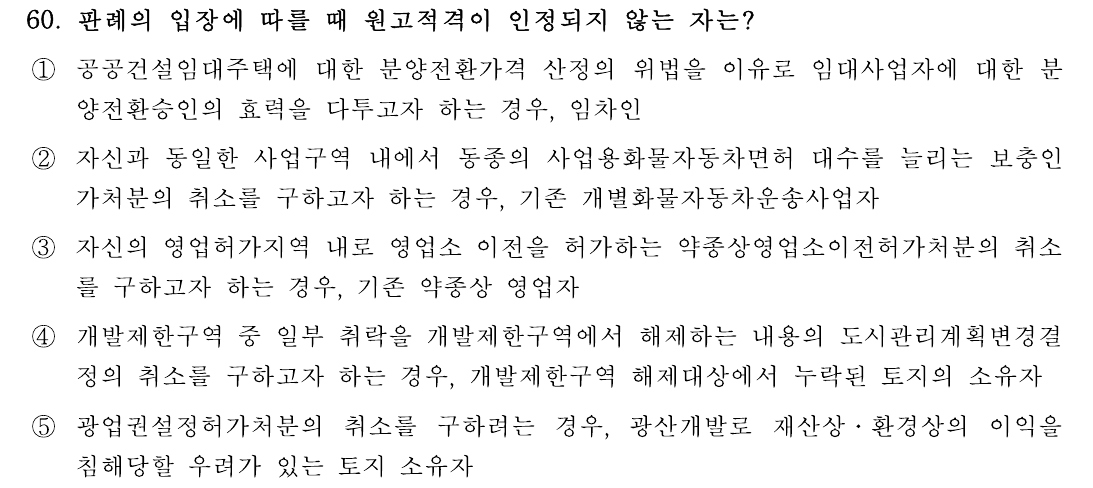 60. 판례의 입장에 따를 때 원고적격이 인정되지 않는 자는?
① 공공건설임대주택에 대한 분양전환가격 산정의 위법을 이유로 임대사업자에 대한 분
양전환승인의 효력을 다투고자 하는 경우, 임차인
② 자신과 동일한 사업구역 내에서 동종의 사업용화물자동차면허 대수를 늘리는 보충인
가처분의 취소를 구하고자 하는 경우, 기존 개별화물자동차운송사업자
③ 자신의 영업허가지역 내로 영업소 이전을 허가하는 약종상영업소이전허가처분의 취소
를 구하고자 하는 경우, 기존 약종상 영업자
④ 개발제한구역 중 일부 취락을 개발제한구역에서 해제하는 내용의 도시관리계획변경결
정의 취소를 구하고자 하는 경우, 개발제한구역 해제대상에서 누락된 토지의 소유자
⑤ 광업권설정허가처분의 취소를 구하려는 경우, 광산개발로 재산상·환경상의 이익을
침해당할 우려가 있는 토지 소유자